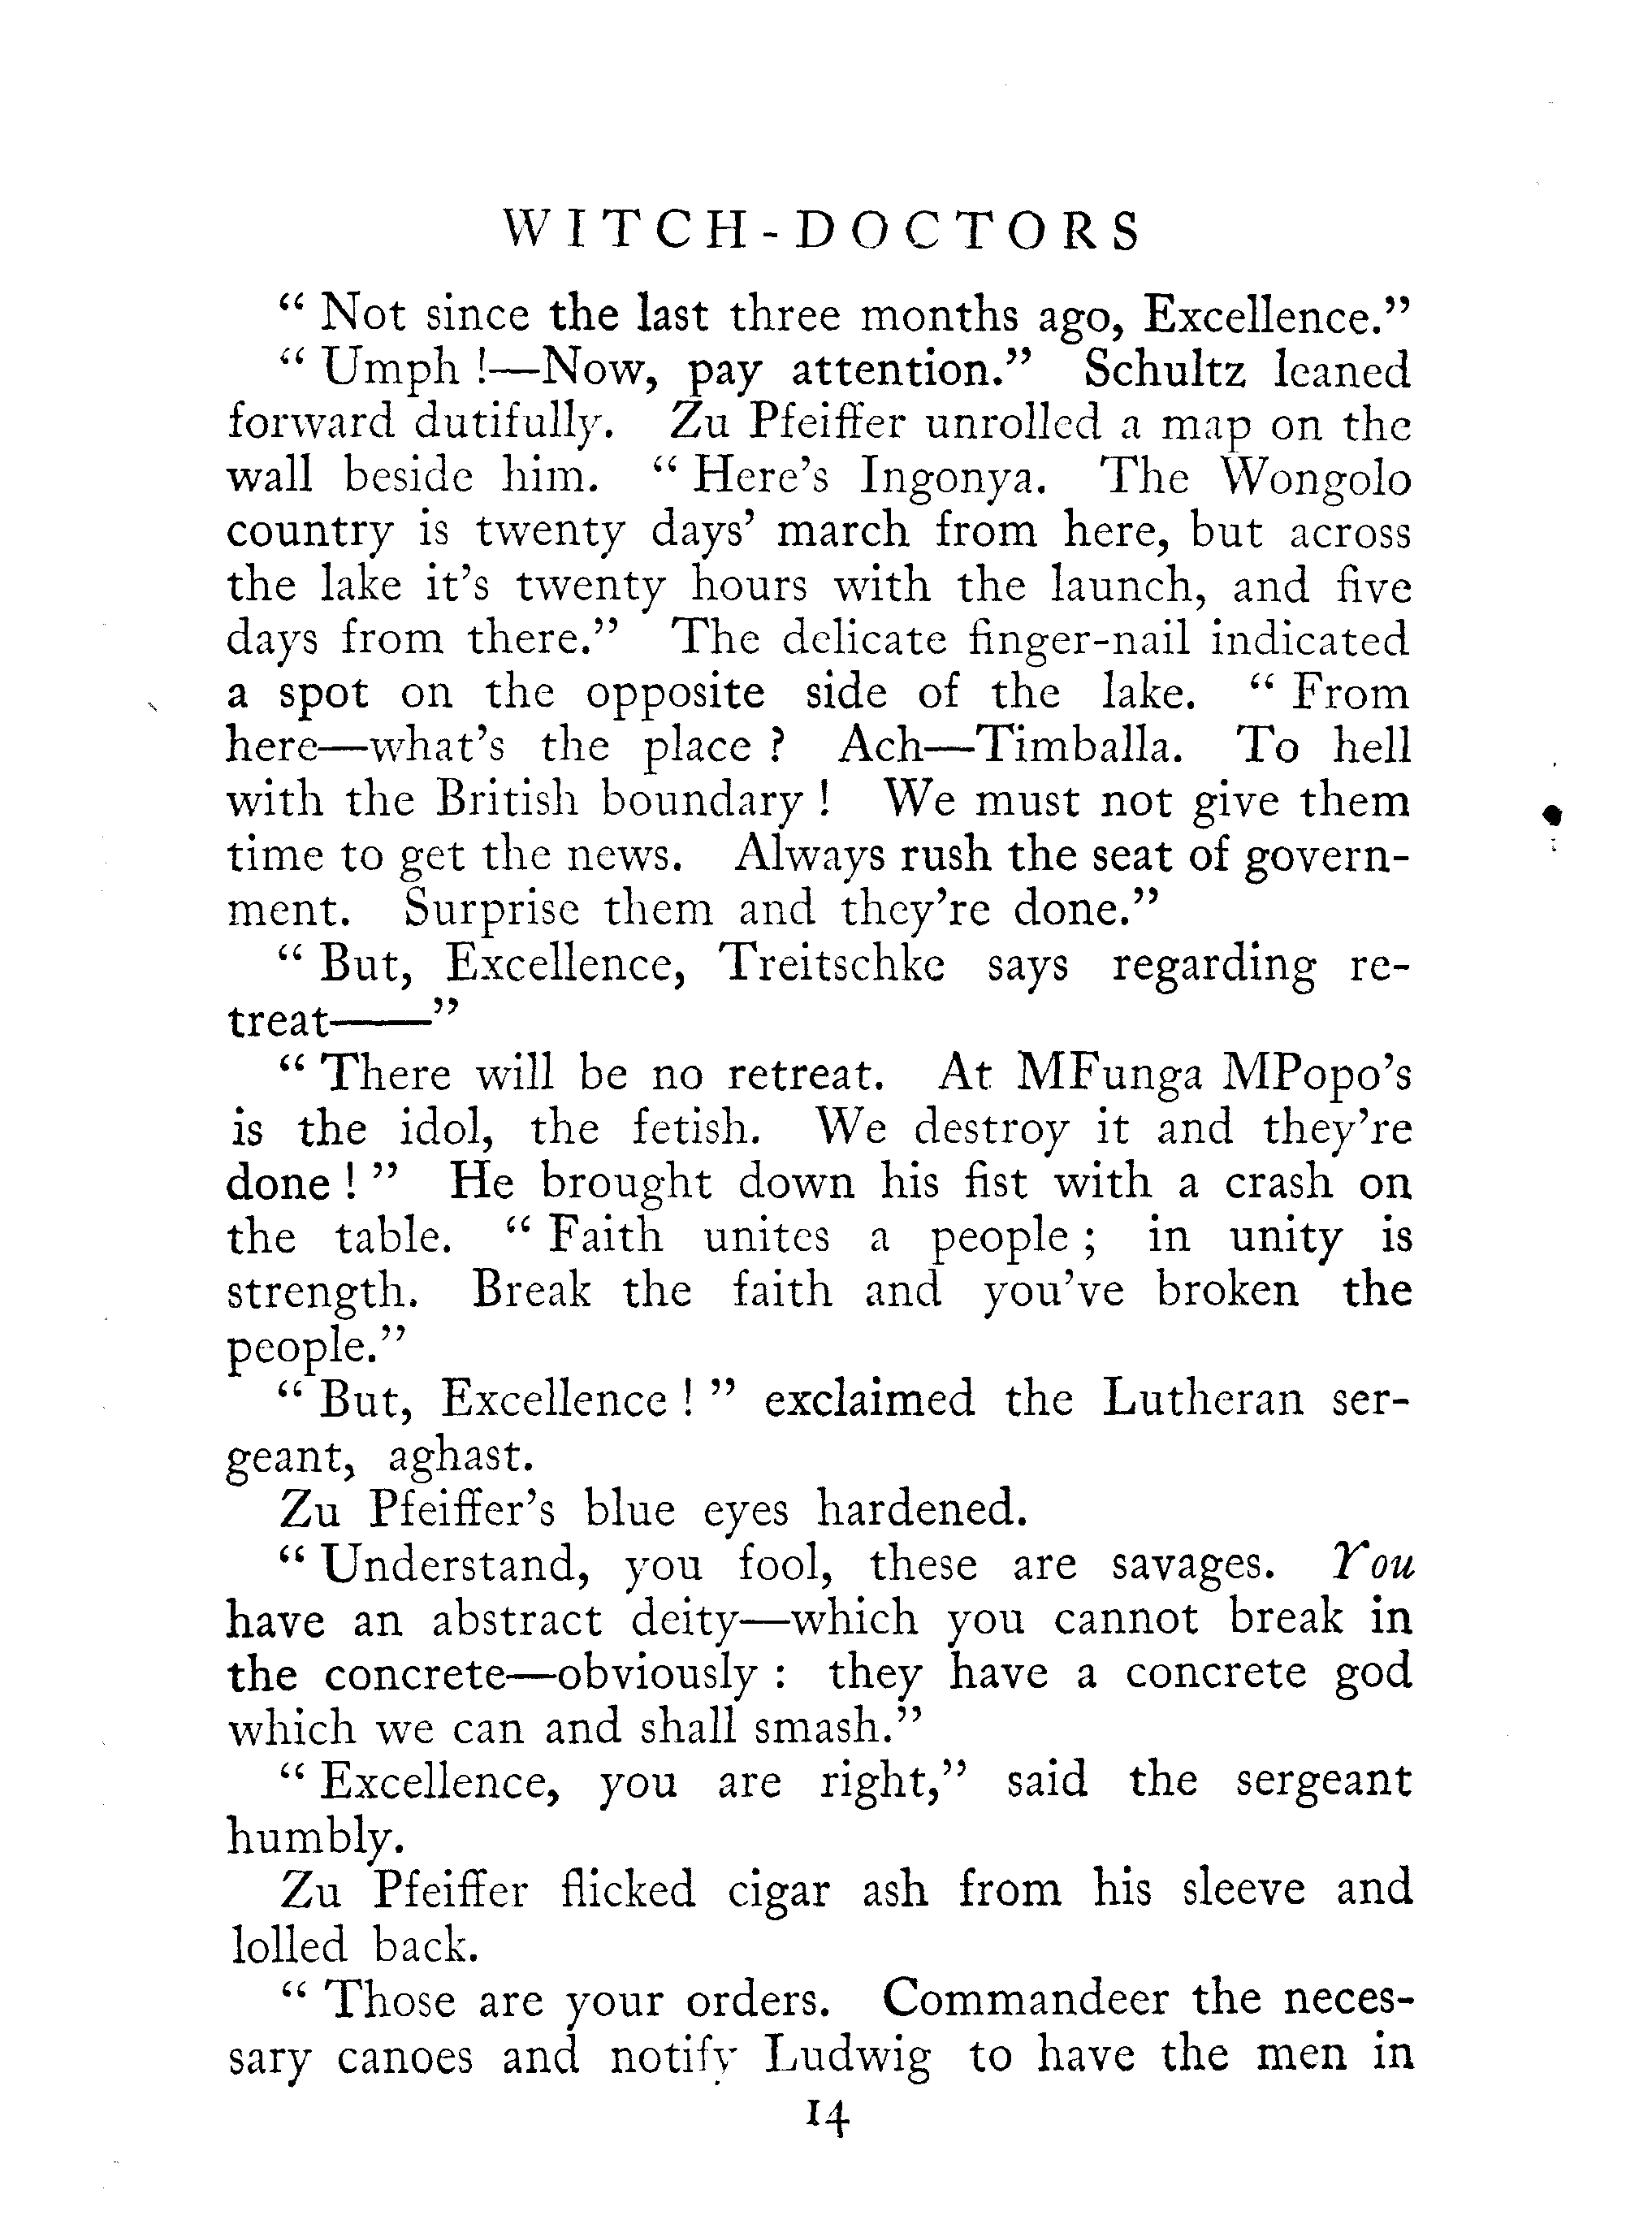 WITCH-DOCTORS
“ Not since the last three months ago, Excellence.”
“ Umph !—Now, pay attention.” Schultz leaned
forward dutifully. Zu Pfeiffer unrolled a map on the
wall beside him. “ Here’s Ingonya. The Wongolo
country is twenty days’ march from here, but across
the lake it’s twenty hours with the launch, and five
days from there.” The delicate finger-nail indicated
a spot on the opposite side of the lake. “ From
here—what’s the place ? Ach—Timballa. To hell
with the British boundary ! We must not give them
time to get the news. Always rush the seat of govern-
ment. Surprise them and they’re done.”
“ But, Excellence, Treitschke says regarding re-
treat——”
“ There will be no retreat. At MFunga MPopo’s
is the idol, the fetish. We destroy it and they’re
done ! ” He brought down his fist with a crash on
the table. “ Faith unites a people ; in unity is
strength. Break the faith and you’ve broken the
people.”
“ But, Excellence ! ” exclaimed the Lutheran ser-
geant, aghast.
Zu Pfeiffer’s blue eyes hardened.
“ Understand, you fool, these are savages. You
have an abstract deity—which you cannot break in
the concrete—obviously : they have a concrete god
which we can and shall smash.”
“ Excellence, you are right,” said the sergeant
humbly.
Zu Pfeiffer flicked cigar ash from his sleeve and
lolled back.
“ Those are your orders. Commandeer the neces-
sary canoes and notify Ludwig to have the men in
14